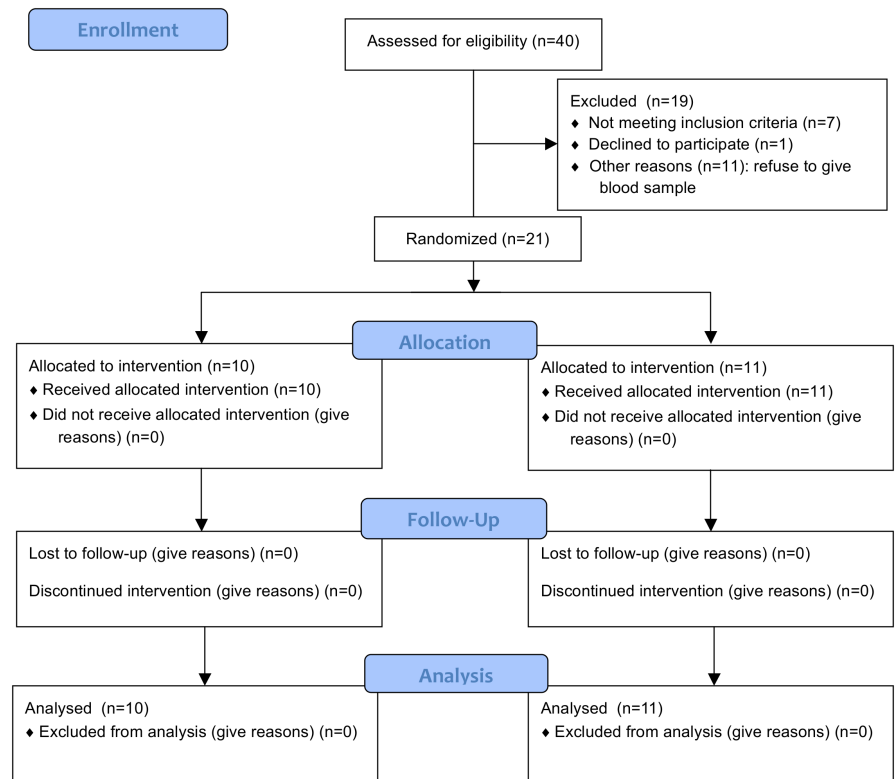 Enrollment
Assessed for eligibility (n=40)
Excluded  (n=19)
♦ Not meeting inclusion criteria (n=7)
♦ Declined to participate (n=1)
♦ Other reasons (n=11): refuse to give
blood sample
Randomized (n=21)
Allocation
Allocated to intervention (n=10)
♦ Received allocated intervention (n=10)
♦ Did not receive allocated intervention (give
reasons) (n=0)
Allocated to intervention (n=11)
♦ Received allocated intervention (n=11)
♦ Did not receive allocated intervention (give
reasons) (n=0)
Follow-Up
Lost to follow-up (give reasons) (n=0)
Discontinued intervention (give reasons) (n=0)
Lost to follow-up (give reasons) (n=0)
Discontinued intervention (give reasons) (n=0)
Analysis
Analysed  (n=10)
♦ Excluded from analysis (give reasons) (n=0)
Analysed  (n=11)
♦ Excluded from analysis (give reasons) (n=0)